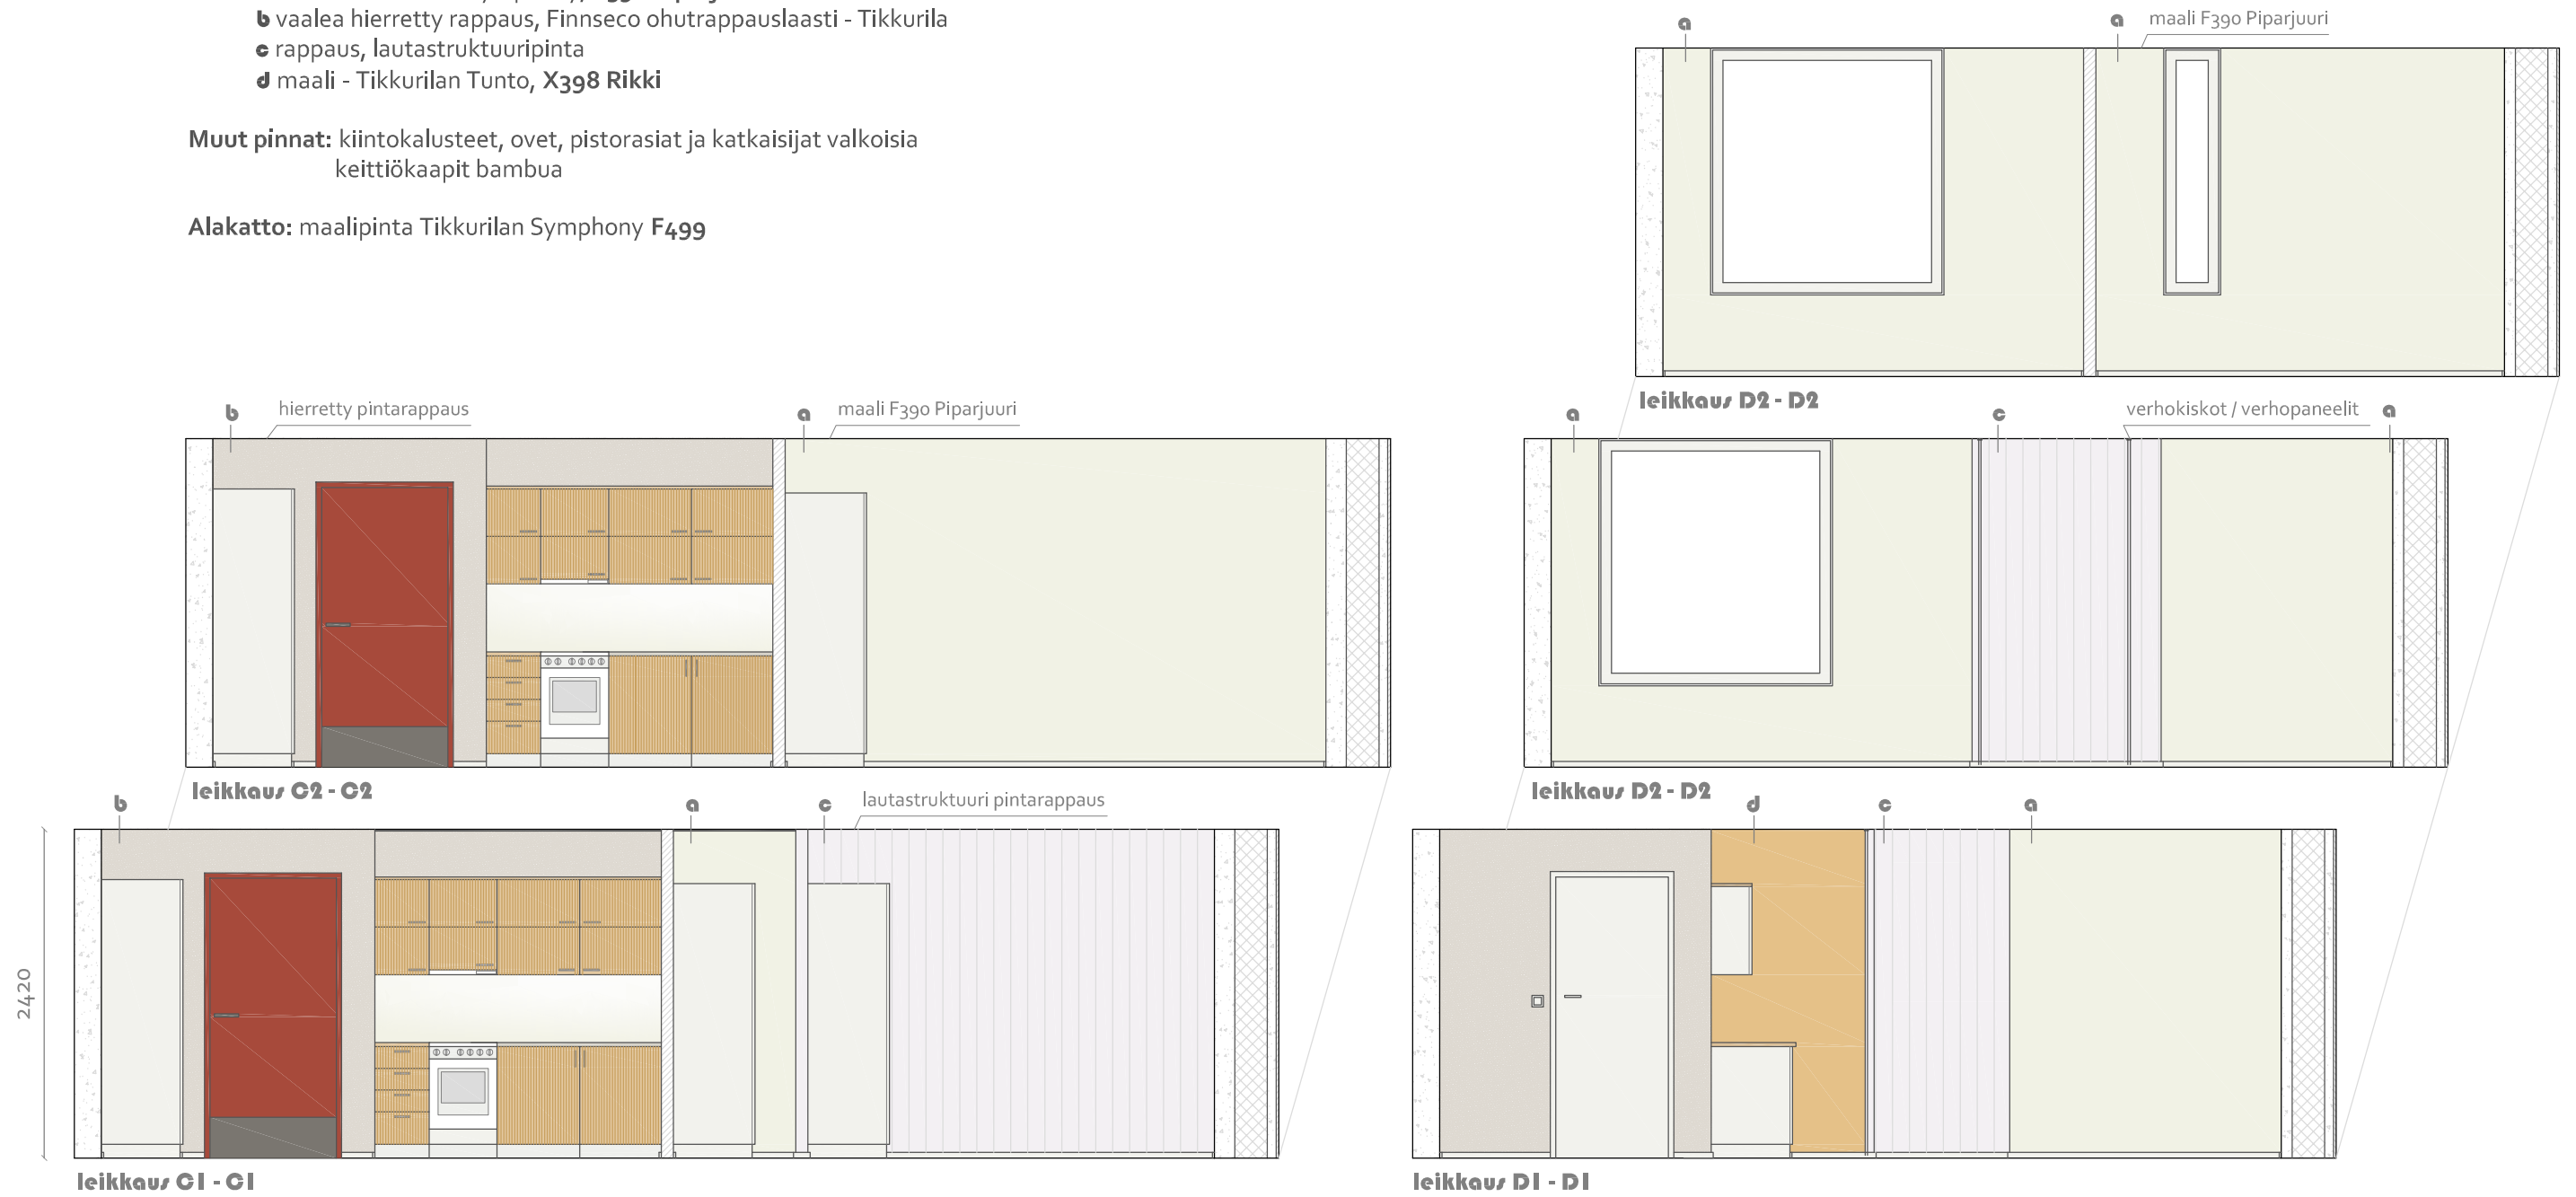 b vaalea hierretty rappaus, Finnseco ohutrappauslaasti - Tikkurila
c rappaus, lautastruktuuripinta
d maali - Tikkurilan Tunto, X398 Rikki
Muut pinnat: kiintokalusteet, ovet, pistorasiat ja katkaisijat valkoisia
keittiökaapit bambua
Alakatto: maalipinta Tikkurilan Symphony F499
a
a
maali F390 Piparjuuri
leikkaus D2 - D2
b
hierretty pintarappaus
a
maali F390 Piparjuuri
leikkaus C2 - C2
a
c
verhokiskot / verhopaneelit
a
leikkaus D2 - D2
b
a
c
lautastruktuuri pintarappaus
2420
leikkaus C1 - C1
d
c
a
leikkaus D1 - D1